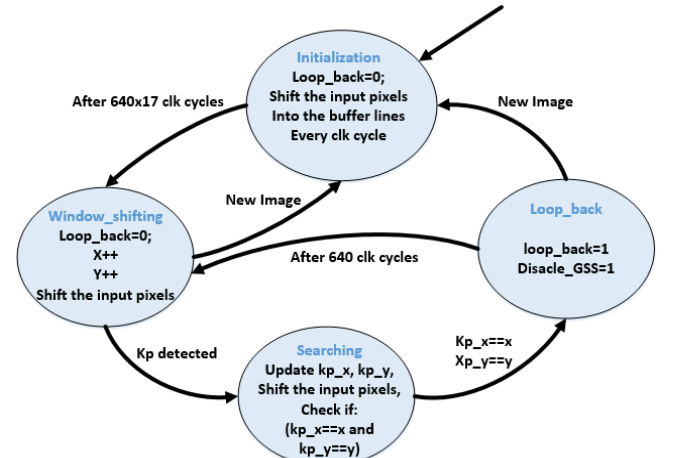 Initialization
Loop_back=0;
Shift the input pixels
Into the buffer lines
Every clk cycle
After 640x17 clk cycles
New Image
New Image
Window_shifting
Loop_back=0;
X++
Y++
Shift the input pixels
Loop_back
loop_back=1
Disacle_GSS=1
After 640 clk cycles
Kp detected
Searching
Update kp_x, kp_y,
Shift the input pixels,
Check if:
(kp_x==x and
kp_y==y)
Kp_x==x
Xp_y==y